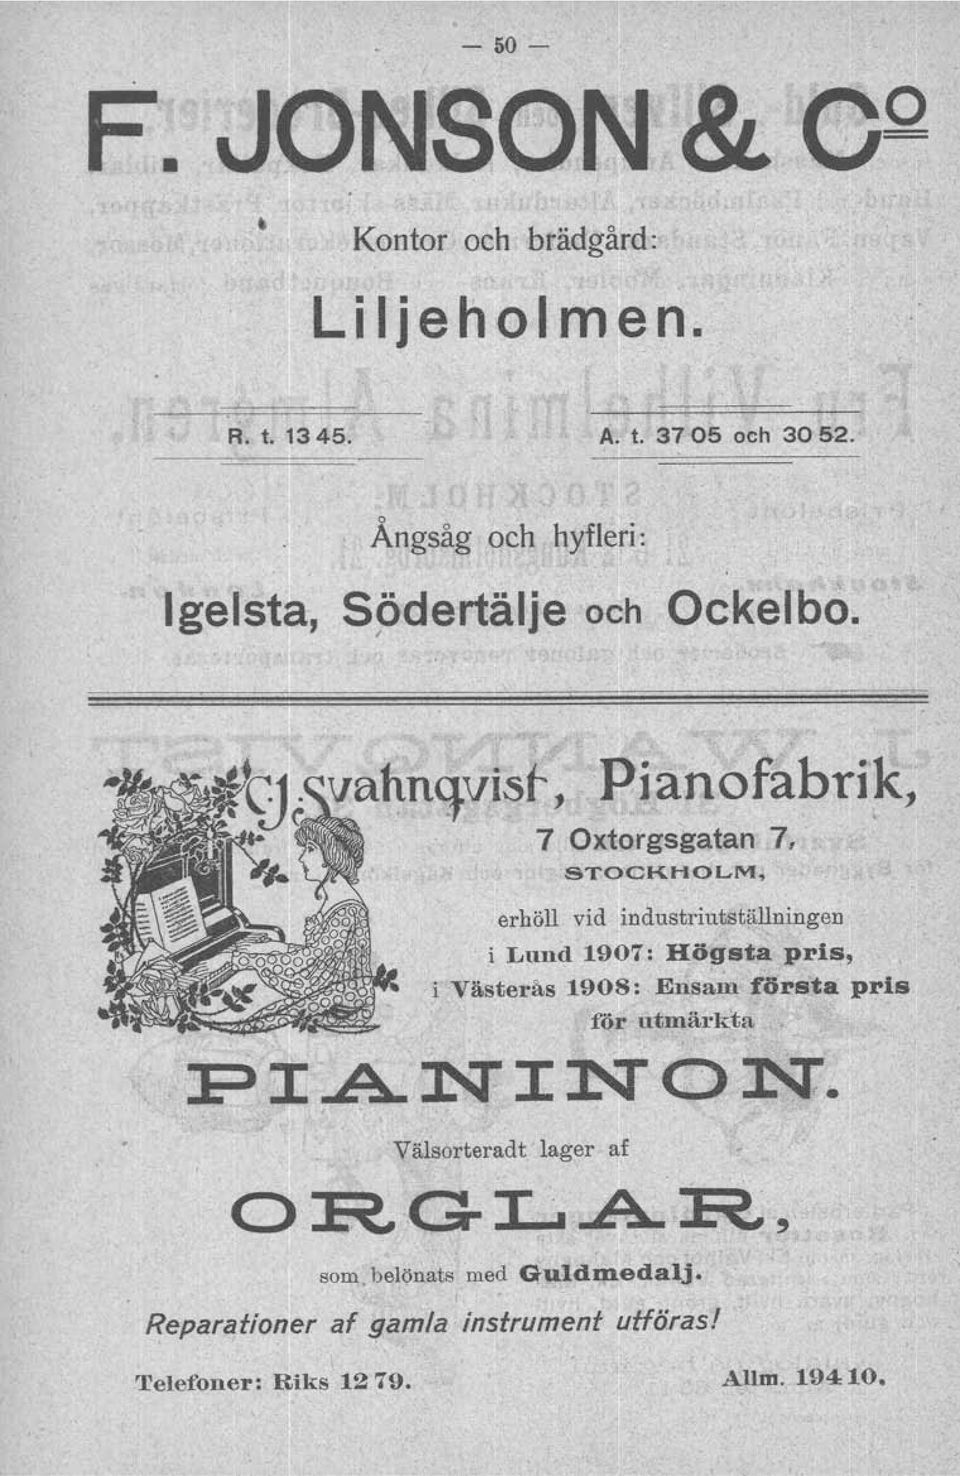 — 50 —
F. JONSON & Cº
Kontor och brädgård:
Liljeholmen.
R. t. 13 45.
A. t. 37 05 och 30 52.
Ångsåg och hyfleri:
Igelsta, Södertälje och Ockelbo.
C.J. Svahnqvist, Pianofabrik,
7 Oxtorgsgatan 7,
STOCKHOLM,
erhöll vid industriutställningen
i Lund 1907: Högsta pris,
i Västerås 1908: Ensam första pris
för utmärkta
PIANINON.
Välsorteradt lager af
ORGLAR,
som belönats med Guldmedalj.
Reparationer af gamla instrument utföras!
Telefoner: Riks 12 79.
Allm. 194 10.